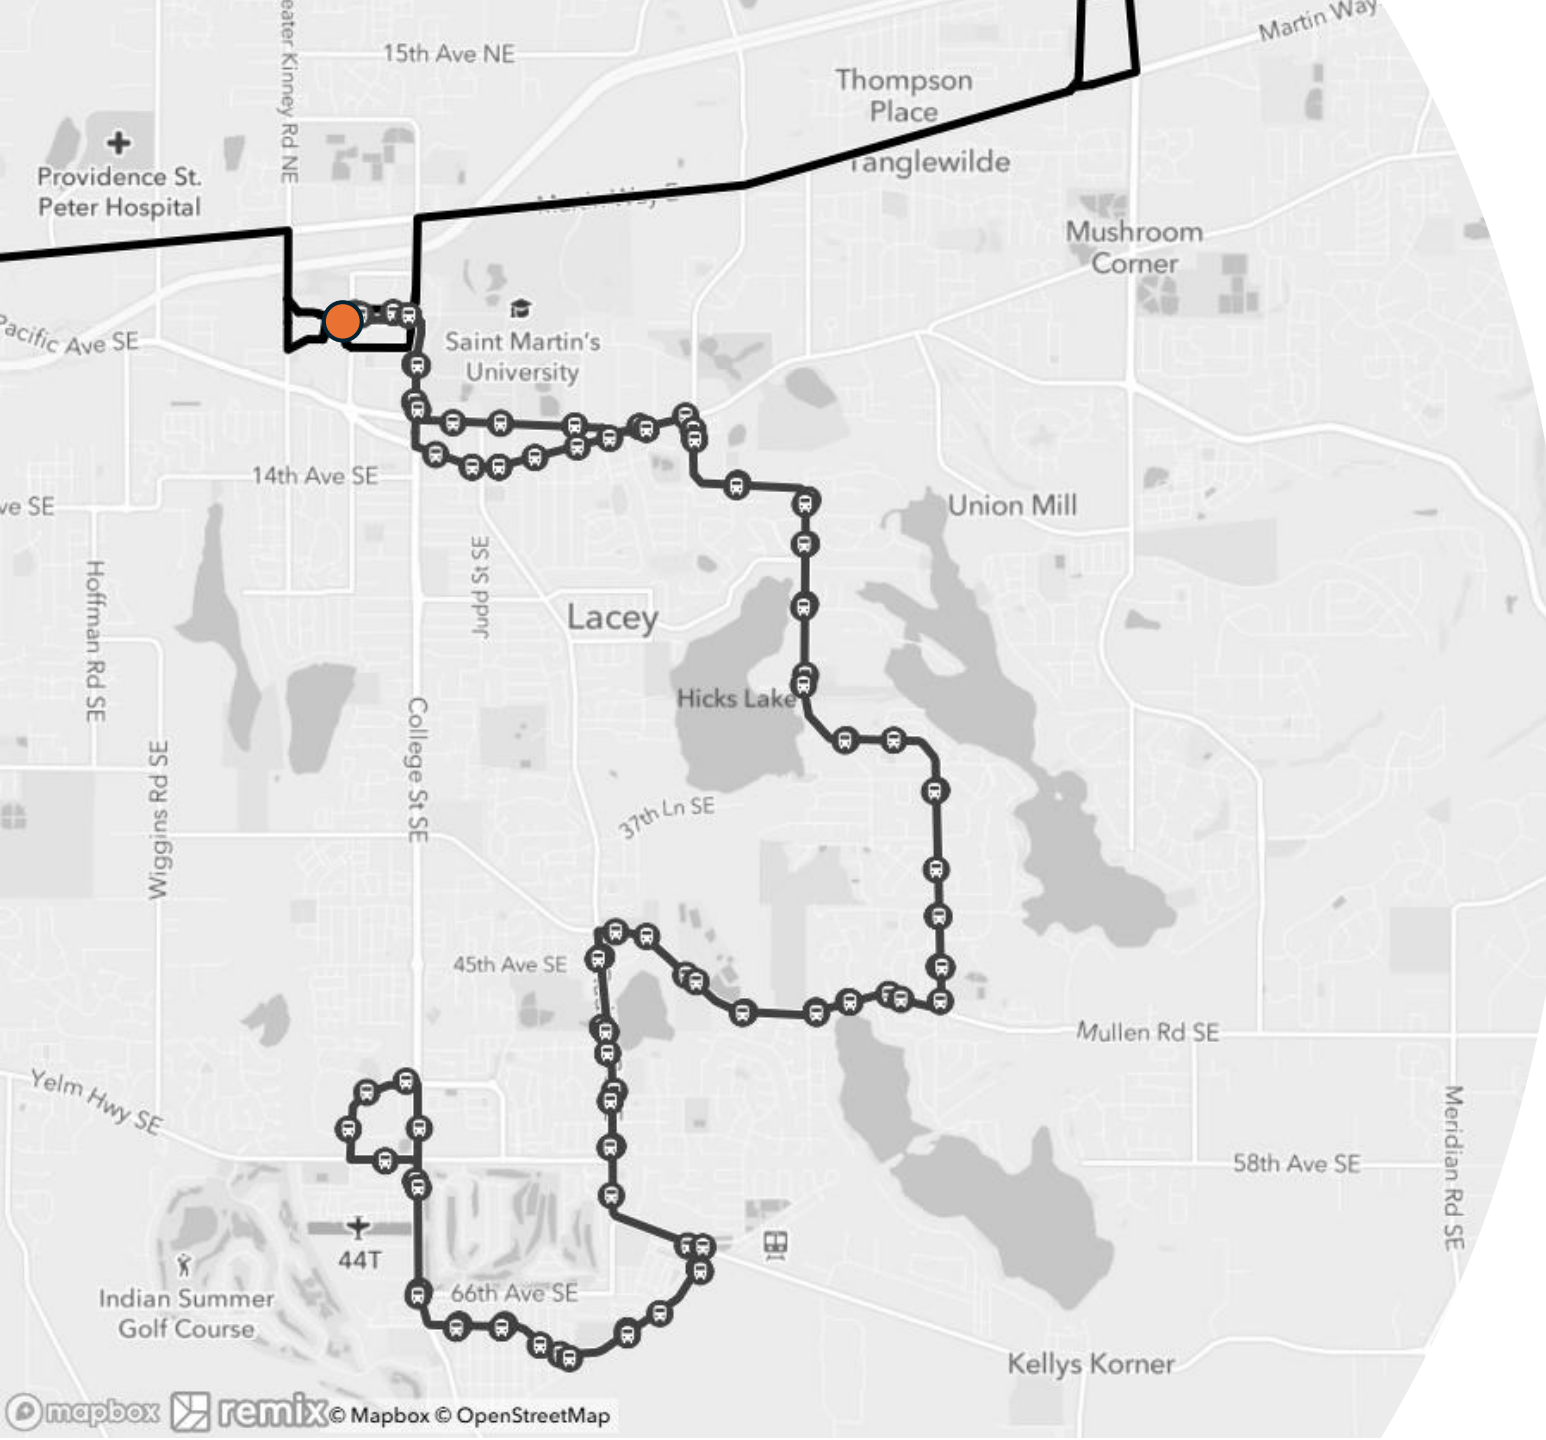 15th Ave NE
Martin Way
Thompson
Place
Tanglewilde
eater Kinney Rd NE
Providence St.
Peter Hospital
Mushroom
Corner
Pacific Ave SE
Saint Martin's
University
14th Ave SE
ve SE
Union Mill
Judd St SE
Hoffman Rd SE
Lacey
Hicks Lake
College St SE
Wiggins Rd SE
37th Ln SE
45th Ave SE
Mullen Rd SE
Yelm Hwy SE
Meridian Rd SE
58th Ave SE
44T
66th Ave SE
Indian Summer
Golf Course
Kellys Korner
mapbox remix © Mapbox © OpenStreetMap